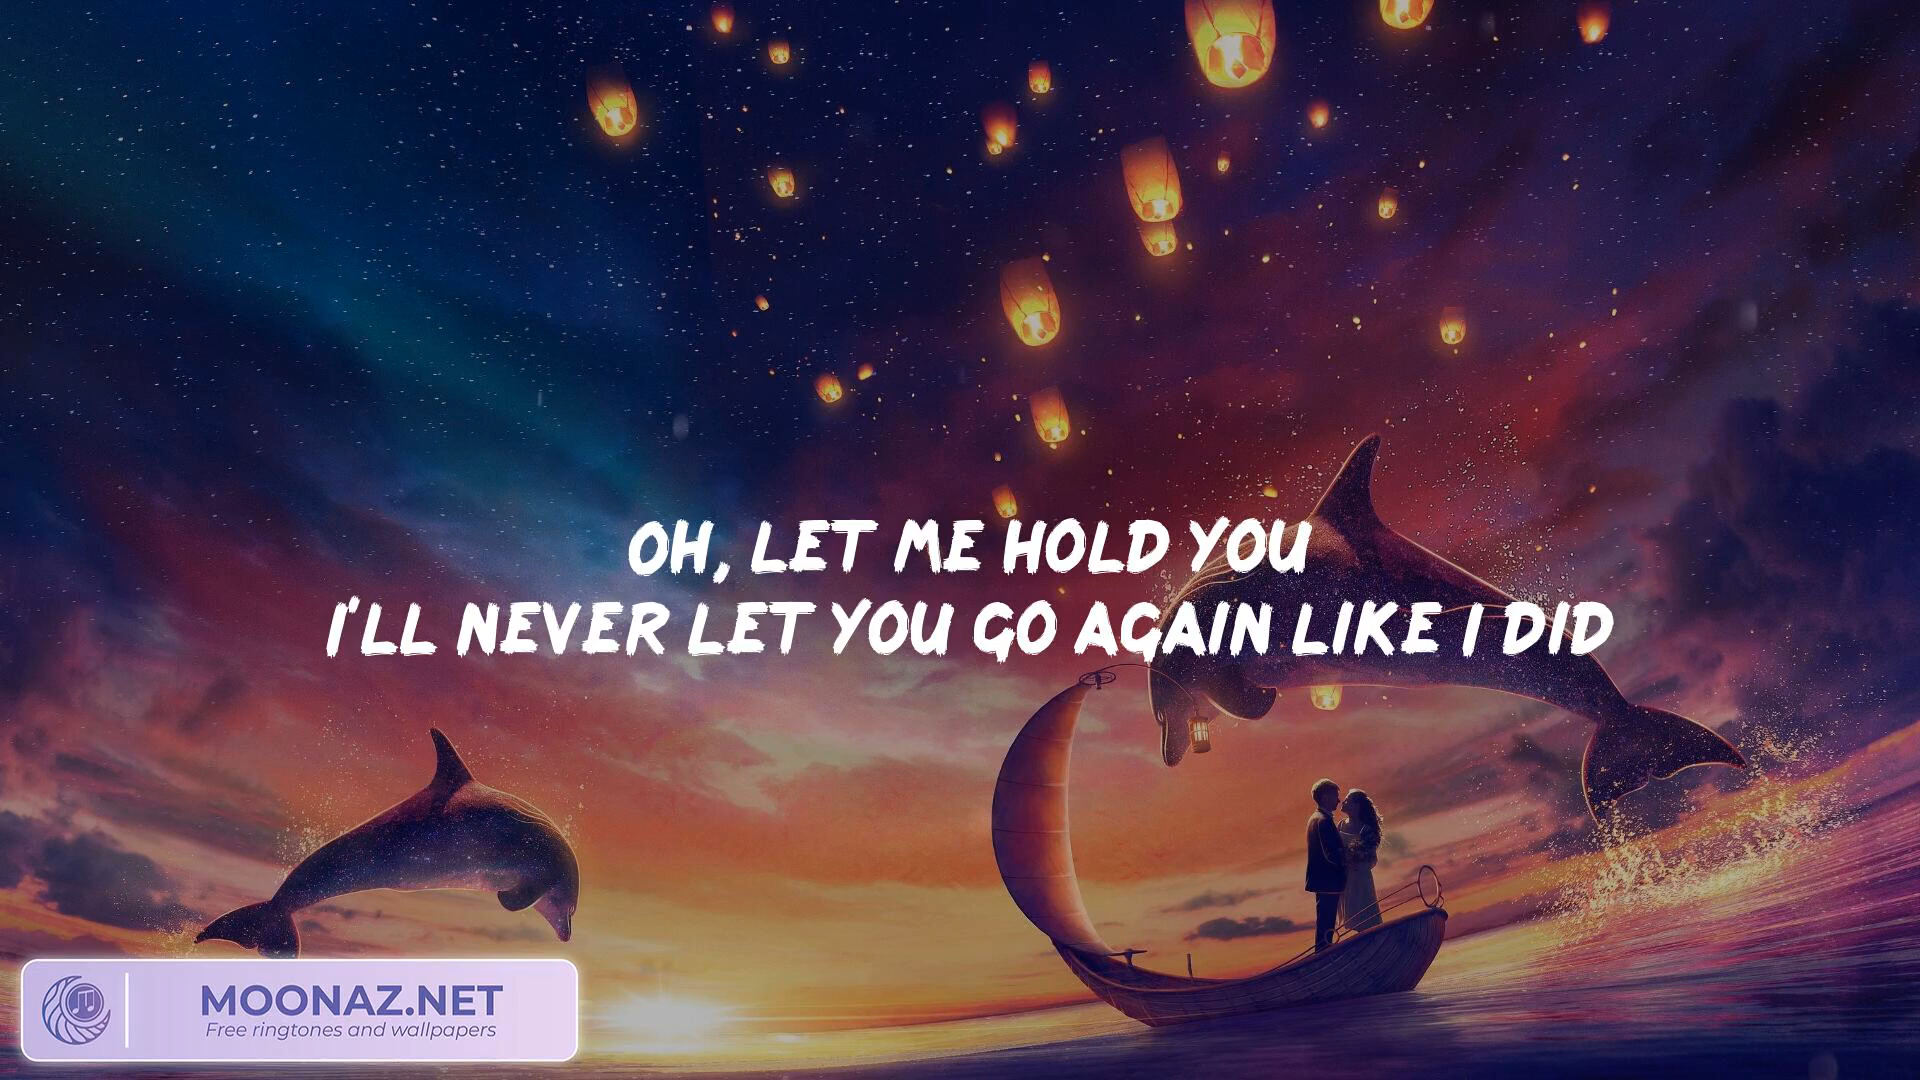 OH, LET ME HOLD YOU
I'LL NEVER LET YOU GO AGAIN LIKE I DID
MOONAZ.NET
Free ringtones and wallpapers